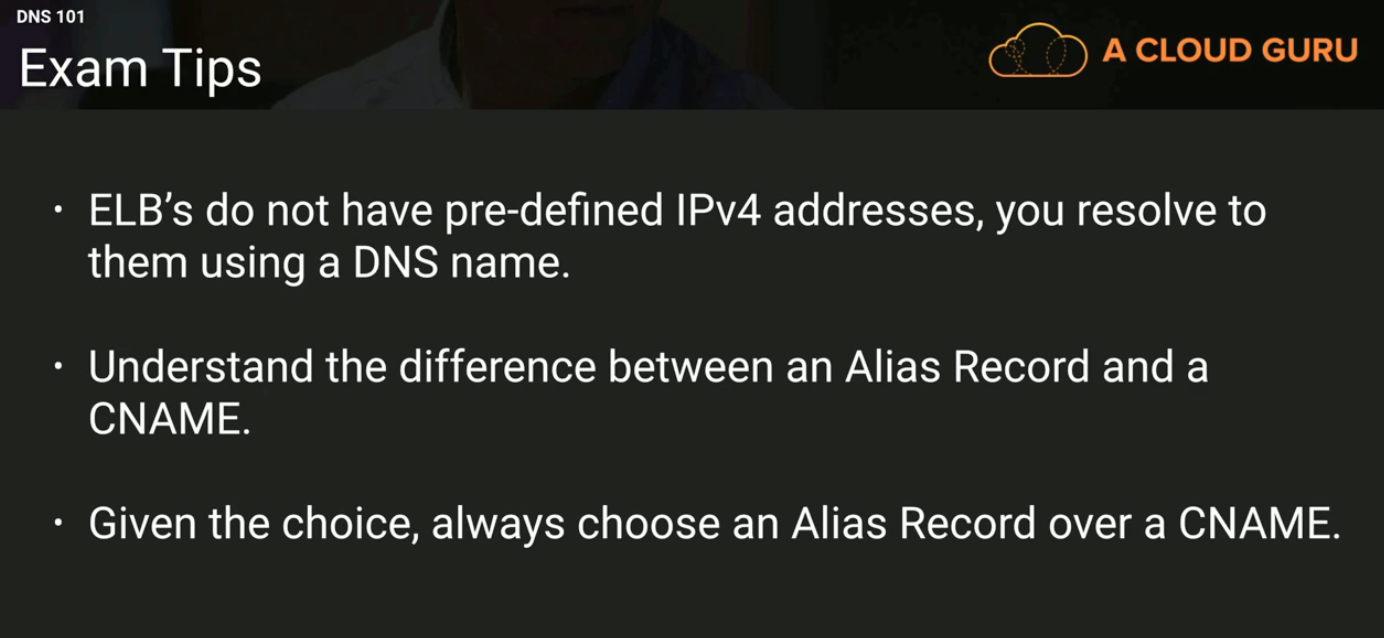 DNS 101
Exam Tips
A CLOUD GURU
• ELB’s do not have pre-defined IPv4 addresses, you resolve to
them using a DNS name.
• Understand the difference between an Alias Record and a
CNAME.
• Given the choice, always choose an Alias Record over a CNAME.